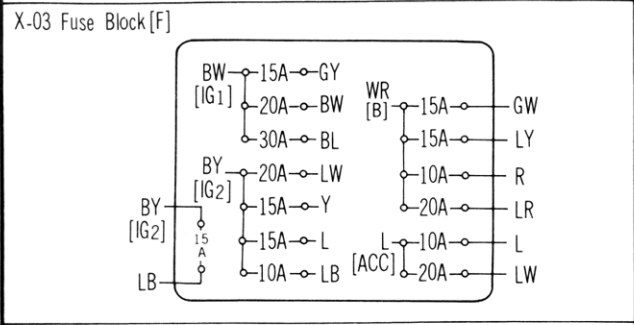 X-03 Fuse Block[F]
BW 15A GY
[IG1] 20A BW
30A BL
BY 20A LW
[IG2] 15A Y
15A L
10A LB
BY
[IG2]
15
A
LB
WR 15A GW
[B]
15A LY
10A R
20A LR
L 10A L
[ACC] 20A LW